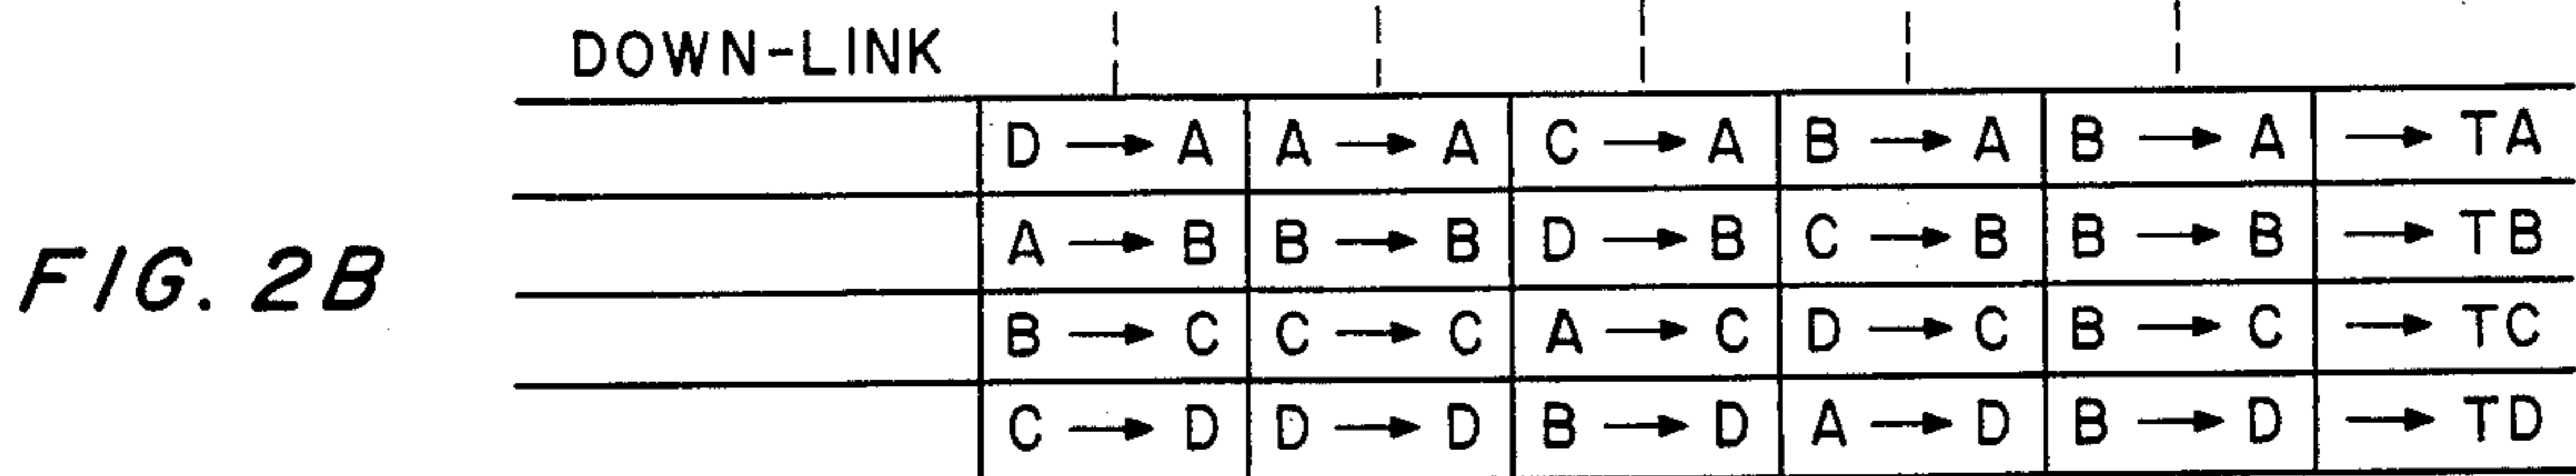 DOWN-LINK
D → A A → A C → A B → A B → A → TA
A → B B → B D → B C → B B → B → TB
FIG. 2B
B → C C → C A → C D → C B → C → TC
C → D D → D B → D A → D B → D → TD